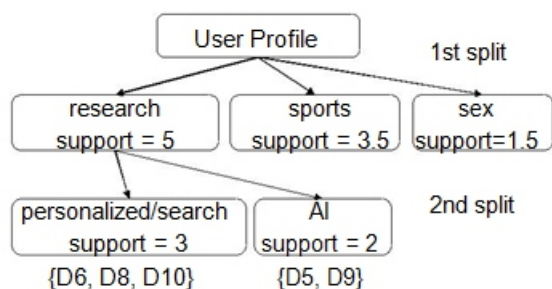 User Profile
1st split
research
support = 5
sports
support = 3.5
sex
support=1.5
personalized/search
support = 3
AI
support = 2
2nd split
{D6, D8, D10}
{D5, D9}